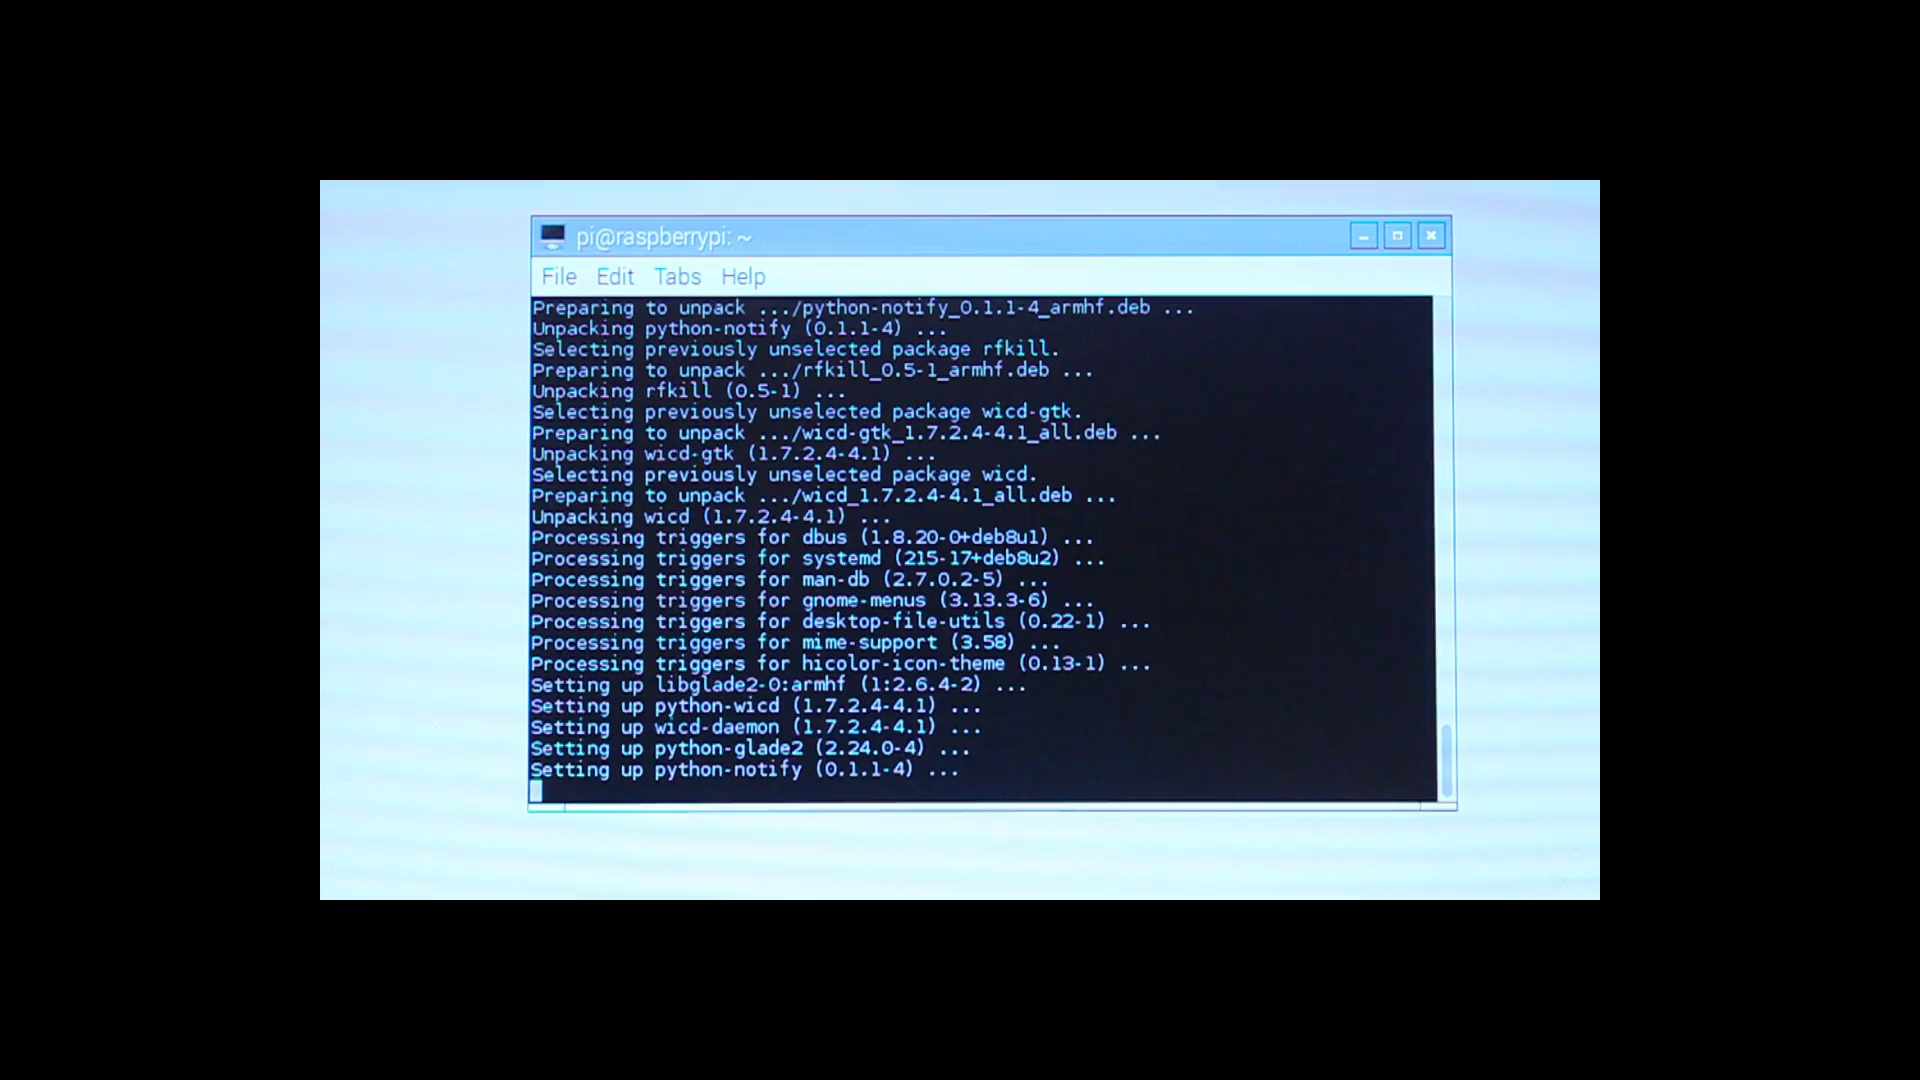 pi@raspberrypi: ~
File Edit Tabs Help
Preparing to unpack .../python-notify_0.1.1-4_armhf.deb ...
Unpacking python-notify (0.1.1-4) ...
Selecting previously unselected package rfkill.
Preparing to unpack .../rfkill_0.5-1_armhf.deb ...
Unpacking rfkill (0.5-1) ...
Selecting previously unselected package wicd-gtk.
Preparing to unpack .../wicd-gtk_1.7.2.4-4.1_all.deb ...
Unpacking wicd-gtk (1.7.2.4-4.1) ...
Selecting previously unselected package wicd.
Preparing to unpack .../wicd_1.7.2.4-4.1_all.deb ...
Unpacking wicd (1.7.2.4-4.1) ...
Processing triggers for dbus (1.8.20-0+deb8u1) ...
Processing triggers for systemd (215-17+deb8u2) ...
Processing triggers for man-db (2.7.0.2-5) ...
Processing triggers for gnome-menus (3.13.3-6) ...
Processing triggers for desktop-file-utils (0.22-1) ...
Processing triggers for mime-support (3.58) ...
Processing triggers for hicolor-icon-theme (0.13-1) ...
Setting up libglade2-0:armhf (1:2.6.4-2) ...
Setting up python-wicd (1.7.2.4-4.1) ...
Setting up wicd-daemon (1.7.2.4-4.1) ...
Setting up python-glade2 (2.24.0-4) ...
Setting up python-notify (0.1.1-4) ...